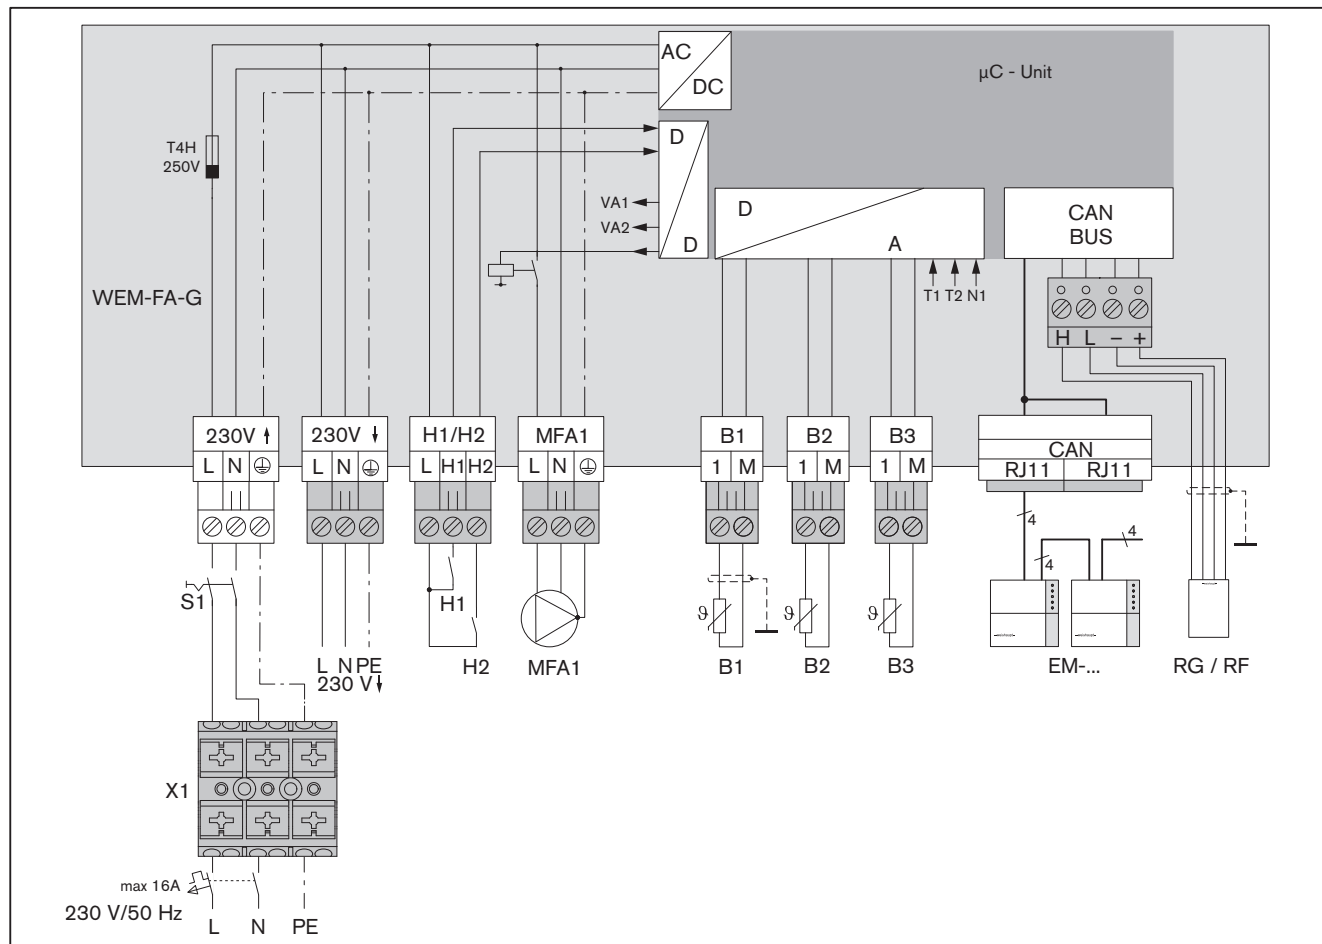 AC
DC
µC - Unit
T4H
250V
D
VA1
VA2
D
D
A
CAN
BUS
T1 T2 N1
WEM-FA-G
H L – +
230V
230V
H1/H2
MFA1
B1
B2
B3
CAN
L N
L N
L H1 H2
L N
1 M
1 M
1 M
RJ11 RJ11
4
4
4
S1
H1
L N PE
230 V
H2
MFA1
B1
B2
B3
EM-...
RG / RF
X1
max 16A
230 V/50 Hz
L N PE